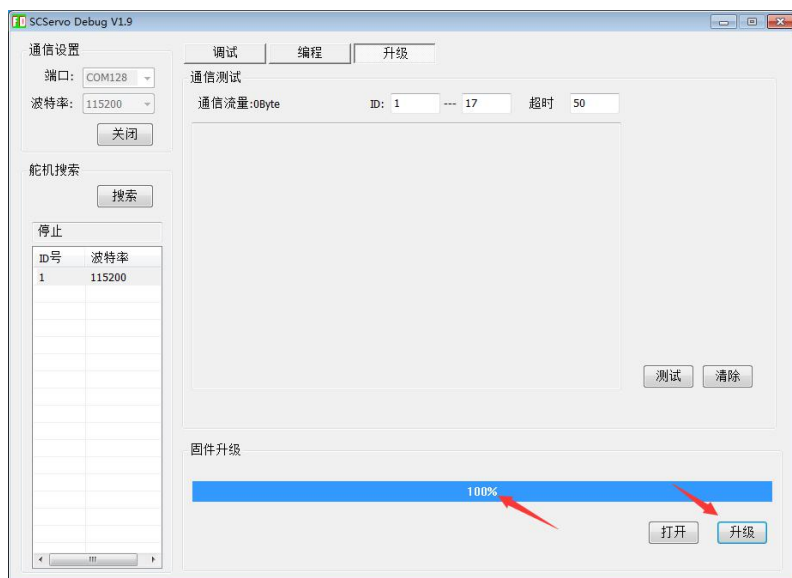 SCServo Debug V1.9
通信设置
端口: COM128
波特率: 115200
关闭
舵机搜索
搜索
停止
ID号 波特率
1 115200
调试 编程 升级
通信测试
通信流量:0Byte ID: 1 --- 17 超时 50
测试 清除
固件升级
100%
打开 升级